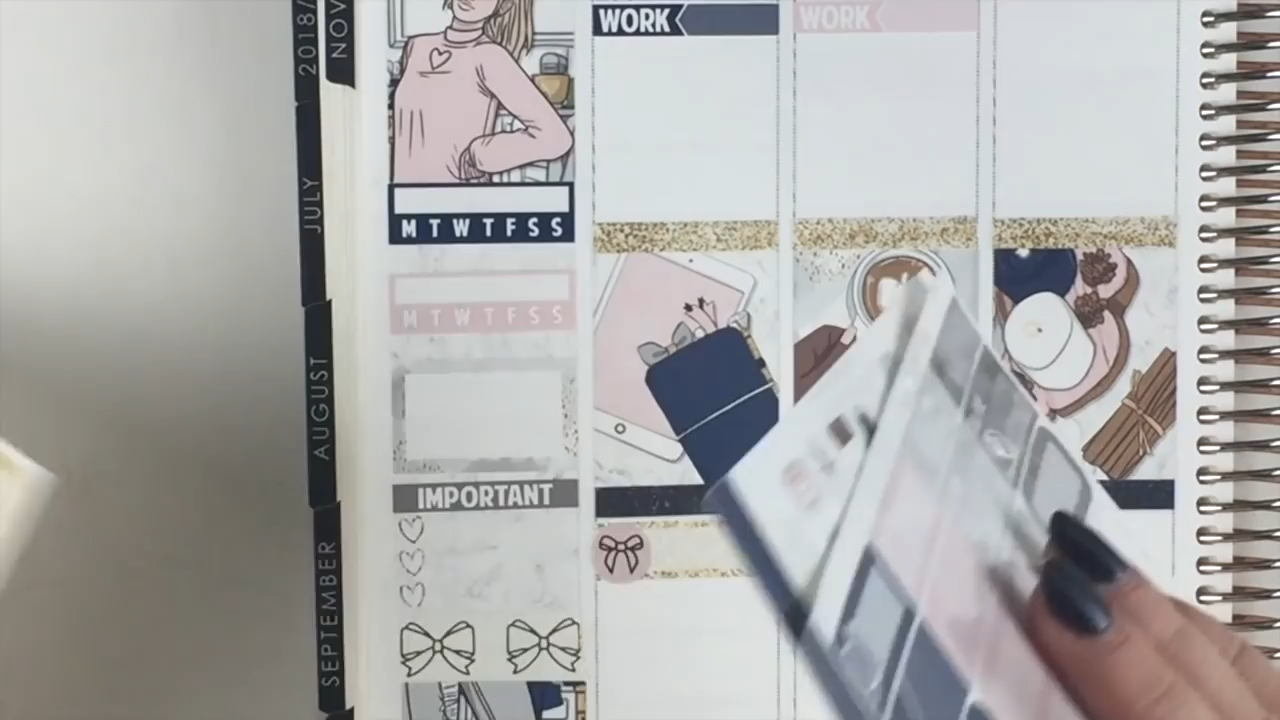 2018/
NOV
JULY
AUGUST
SEPTEMBER
WORK
WORK
M T W T F S S
M T W T F S S
IMPORTANT